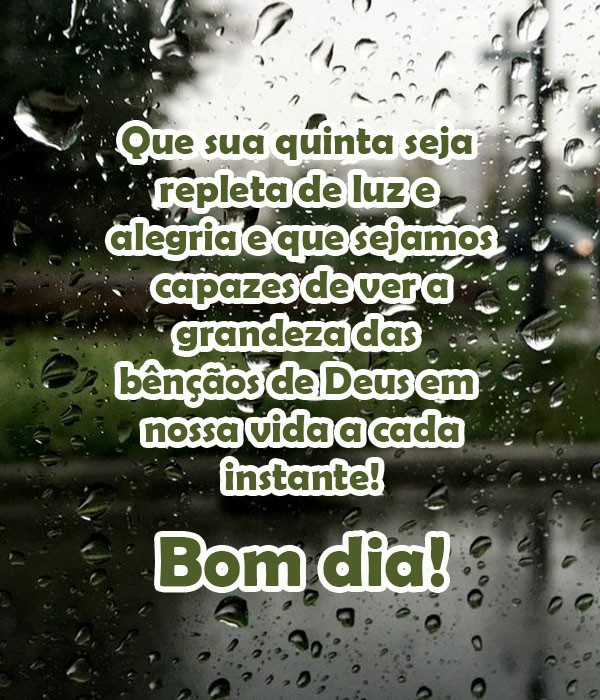 Que sua quinta seja
repleta de luz e
alegria e que sejamos
capazes de ver a
grandeza das
bênçãos de Deus em
nossa vida a cada
instante!
Bom dia!